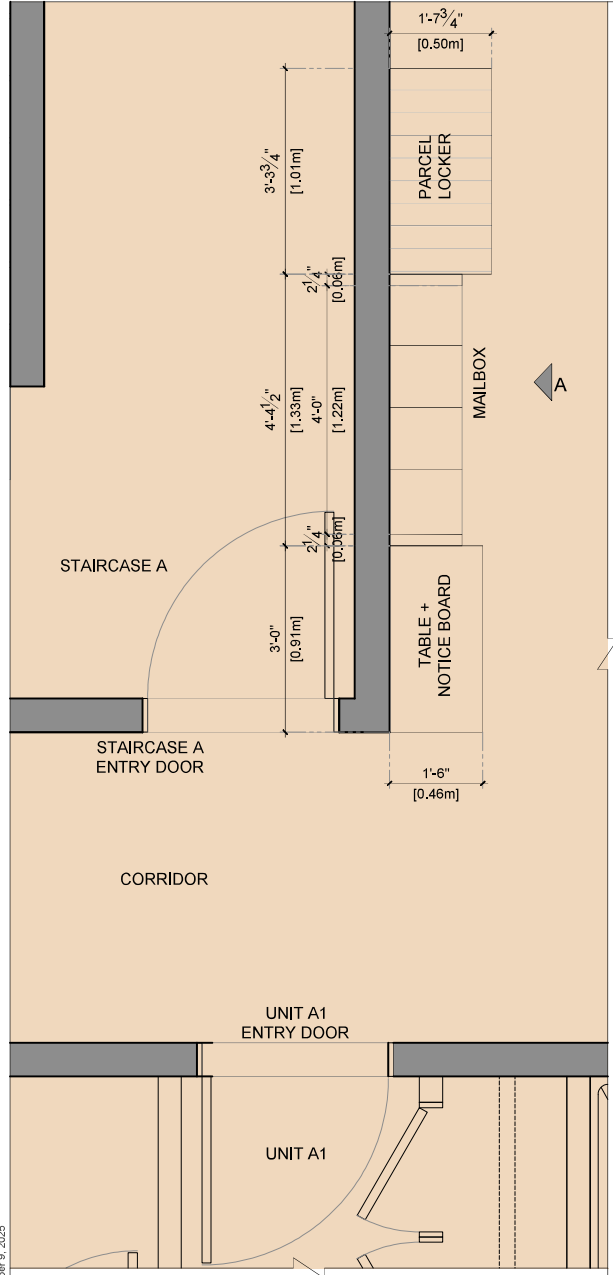 1'-7¾"
[0.50m]
3'-3¾"
[1.01m]
PARCEL
LOCKER
2¼"
[0.06m]
4'-4½"
[1.33m]
4'-0"
[1.22m]
MAILBOX
A
2¼"
[0.06m]
STAIRCASE A
3'-0"
[0.91m]
TABLE +
NOTICE BOARD
STAIRCASE A
ENTRY DOOR
1'-6"
[0.46m]
CORRIDOR
UNIT A1
ENTRY DOOR
UNIT A1
9, 2025